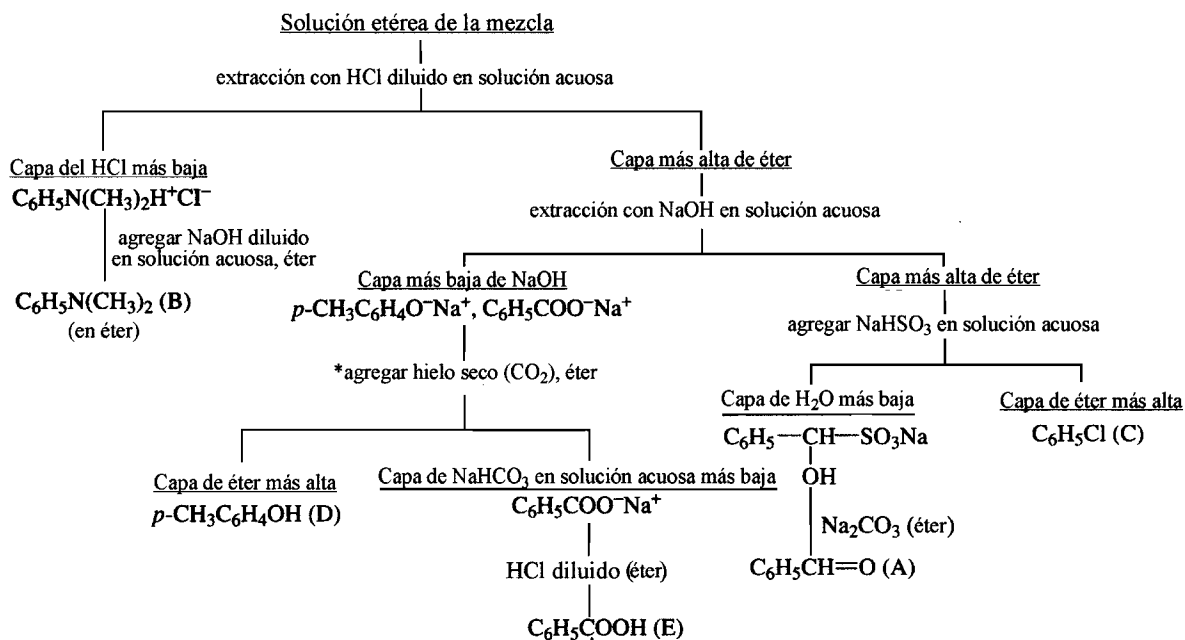 Solución etérea de la mezcla
extracción con HCl diluido en solución acuosa
Capa del HCl más baja
C₆H₅N(CH₃)₂H⁺Cl⁻
agregar NaOH diluido
en solución acuosa, éter
C₆H₅N(CH₃)₂ (B)
(en éter)
Capa más alta de éter
extracción con NaOH en solución acuosa
Capa más baja de NaOH
p-CH₃C₆H₄O⁻Na⁺, C₆H₅COO⁻Na⁺
*agregar hielo seco (CO₂), éter
Capa de éter más alta
p-CH₃C₆H₄OH (D)
Capa de NaHCO₃ en solución acuosa más baja
C₆H₅COO⁻Na⁺
HCl diluido (éter)
C₆H₅COOH (E)
Capa más alta de éter
agregar NaHSO₃ en solución acuosa
Capa de H₂O más baja
C₆H₅—CH—SO₃Na
OH
Na₂CO₃ (éter)
C₆H₅CH=O (A)
Capa de éter más alta
C₆H₅Cl (C)